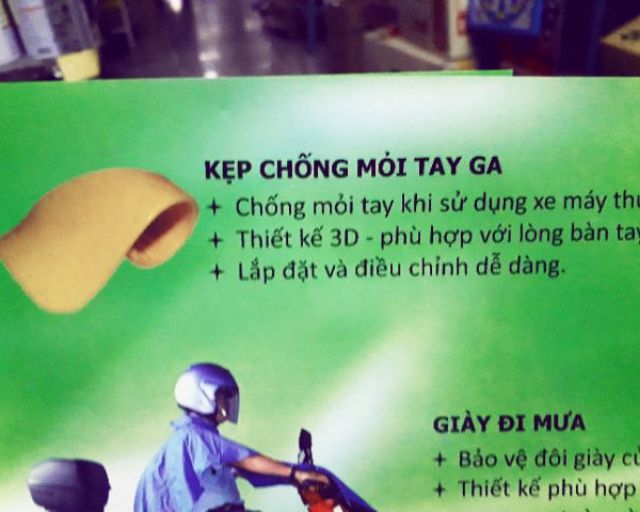 KẸP CHỐNG MỎI TAY GA
+ Chống mỏi tay khi sử dụng xe máy
+ Thiết kế 3D - phù hợp với lòng bàn tay
+ Lắp đặt và điều chỉnh dễ dàng.
GIÀY ĐI MƯA
+ Bảo vệ đôi giày
+ Thiết kế phù hợp